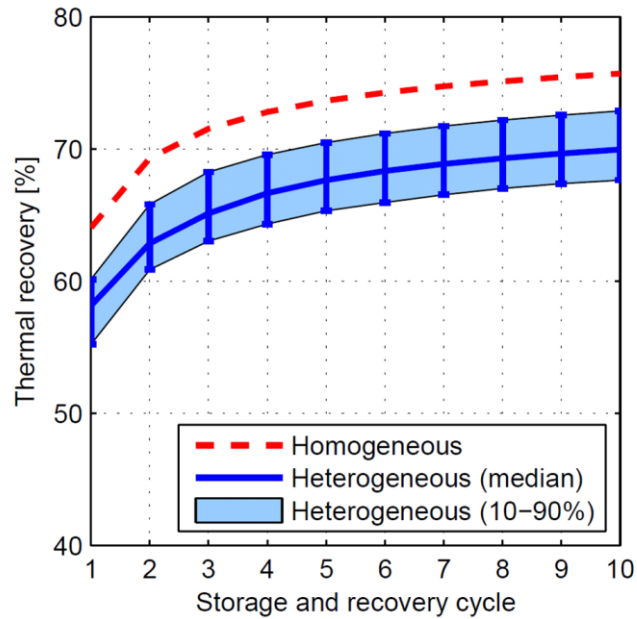 80
70
60
50
40
Thermal recovery [%]
Homogeneous
Heterogeneous (median)
Heterogeneous (10−90%)
1 2 3 4 5 6 7 8 9 10
Storage and recovery cycle